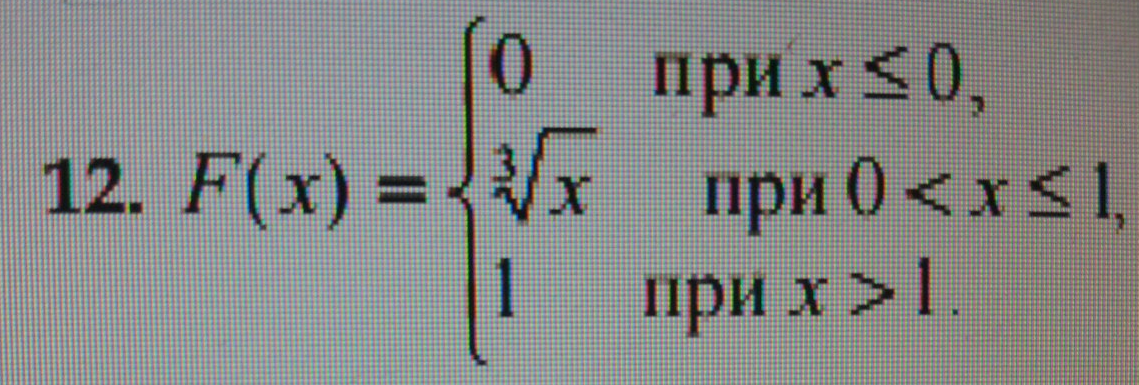 0 при x ≤ 0,
12. F(x) = { ∛x при 0 < x ≤ 1,
1 при x > 1.